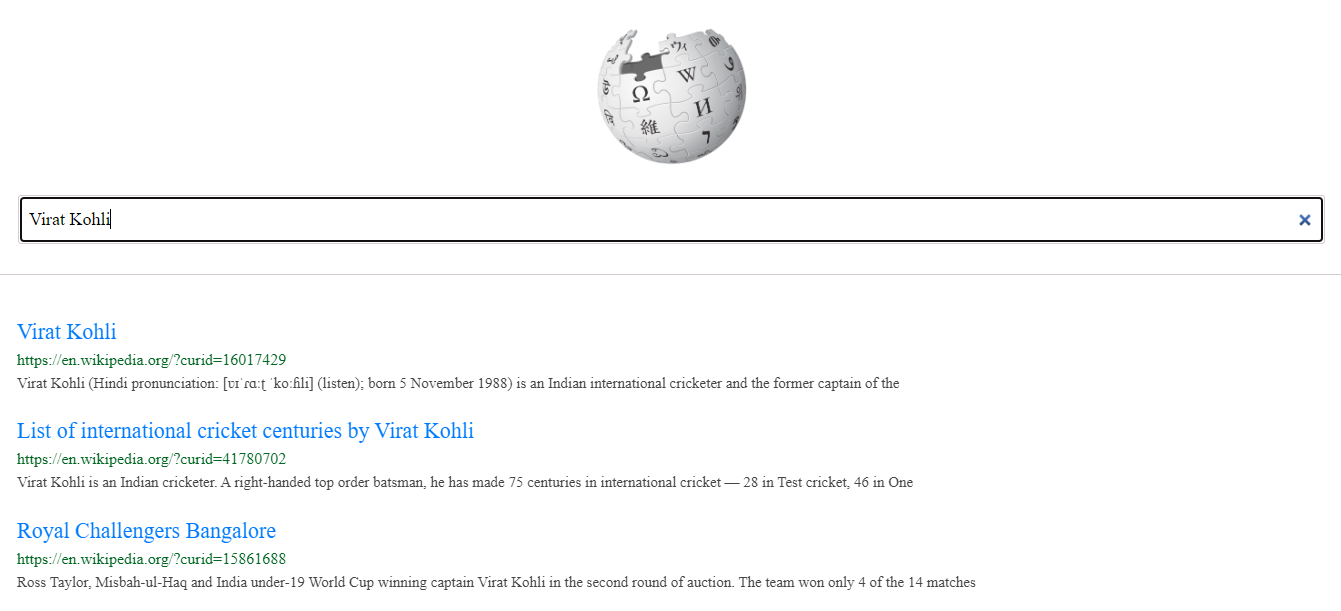 Ω
W
И
維
7
Virat Kohli
Virat Kohli
https://en.wikipedia.org/?curid=16017429
Virat Kohli (Hindi pronunciation: [ʋɪˈɾɑːʈ ˈkoːɦli] (listen); born 5 November 1988) is an Indian international cricketer and the former captain of the
List of international cricket centuries by Virat Kohli
https://en.wikipedia.org/?curid=41780702
Virat Kohli is an Indian cricketer. A right-handed top order batsman, he has made 75 centuries in international cricket — 28 in Test cricket, 46 in One
Royal Challengers Bangalore
https://en.wikipedia.org/?curid=15861688
Ross Taylor, Misbah-ul-Haq and India under-19 World Cup winning captain Virat Kohli in the second round of auction. The team won only 4 of the 14 matches